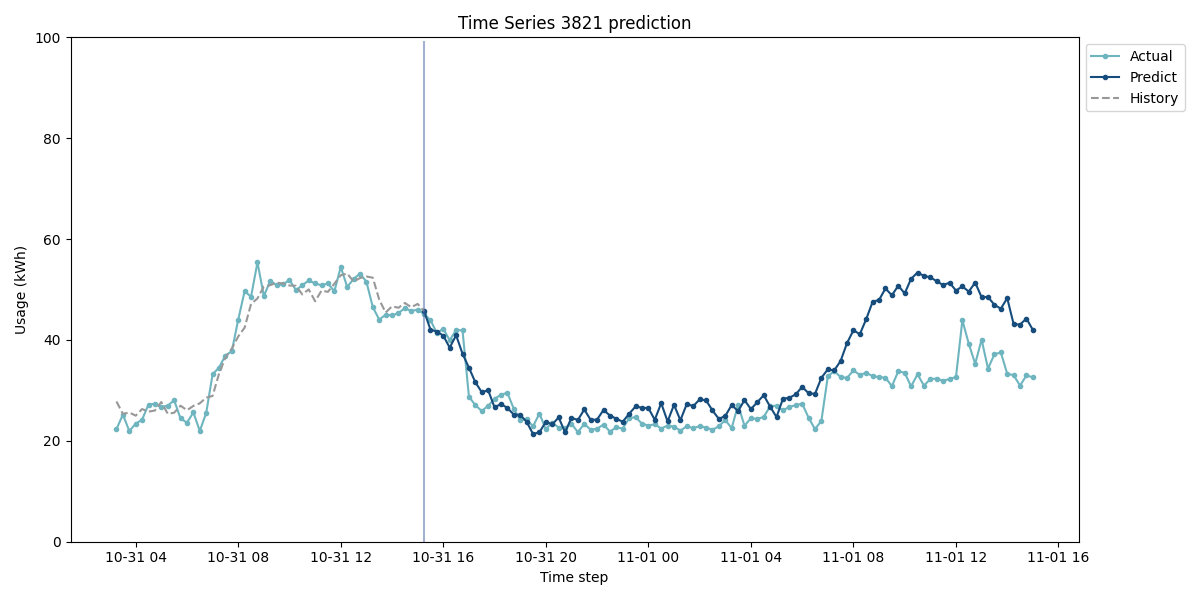 Time Series 3821 prediction
100
80
60
40
20
0
Usage (kWh)
10-31 04
10-31 08
10-31 12
10-31 16
10-31 20
11-01 00
11-01 04
11-01 08
11-01 12
11-01 16
Time step
Actual
Predict
History